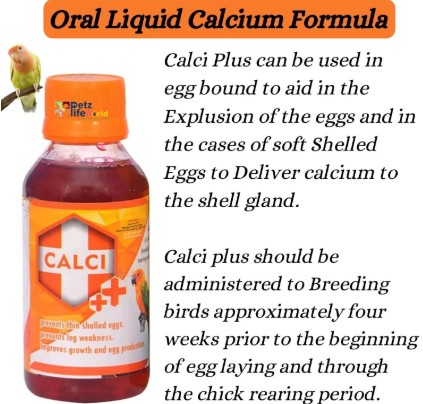 Oral Liquid Calcium Formula
Calci Plus can be used in
egg bound to aid in the
Explusion of the eggs and in
the cases of soft Shelled
Eggs to Deliver calcium to
the shell gland.
Calci plus should be
administered to Breeding
birds approximately four
weeks prior to the beginning
of egg laying and through
the chick rearing period.
Petz
life World
CALCI
++
prevents thin shelled eggs.
prevents leg weakness.
improves growth and egg production